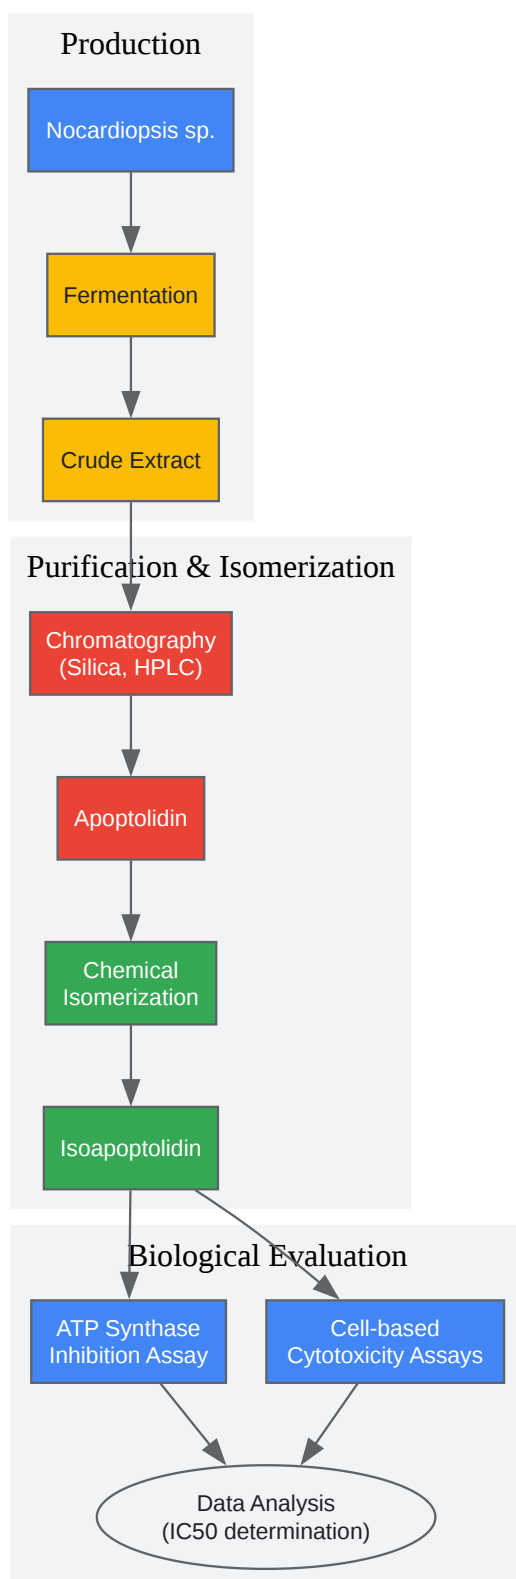 Production
Nocardiopsis sp.
Fermentation
Crude Extract
Purification & Isomerization
Chromatography
(Silica, HPLC)
Apoptolidin
Chemical
Isomerization
Isoapoptolidin
Biological Evaluation
ATP Synthase
Inhibition Assay
Cell-based
Cytotoxicity Assays
Data Analysis
(IC50 determination)